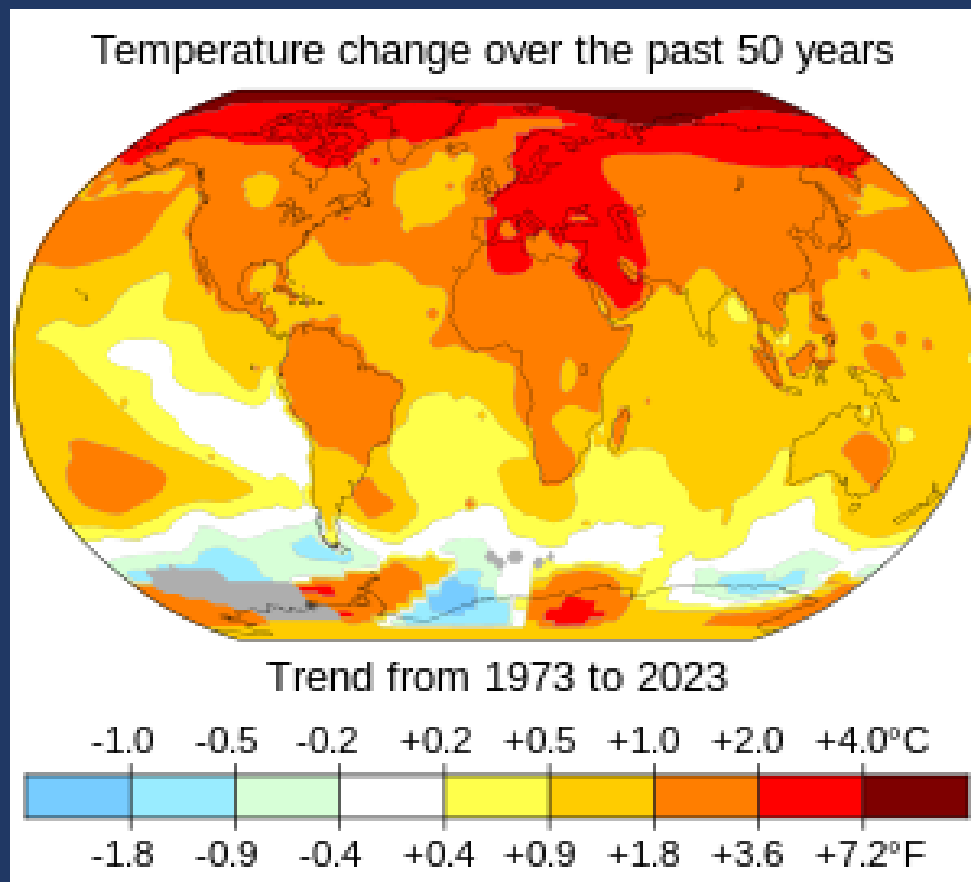 Temperature change over the past 50 years
Trend from 1973 to 2023
-1.0 -0.5 -0.2 +0.2 +0.5 +1.0 +2.0 +4.0°C
-1.8 -0.9 -0.4 +0.4 +0.9 +1.8 +3.6 +7.2°F